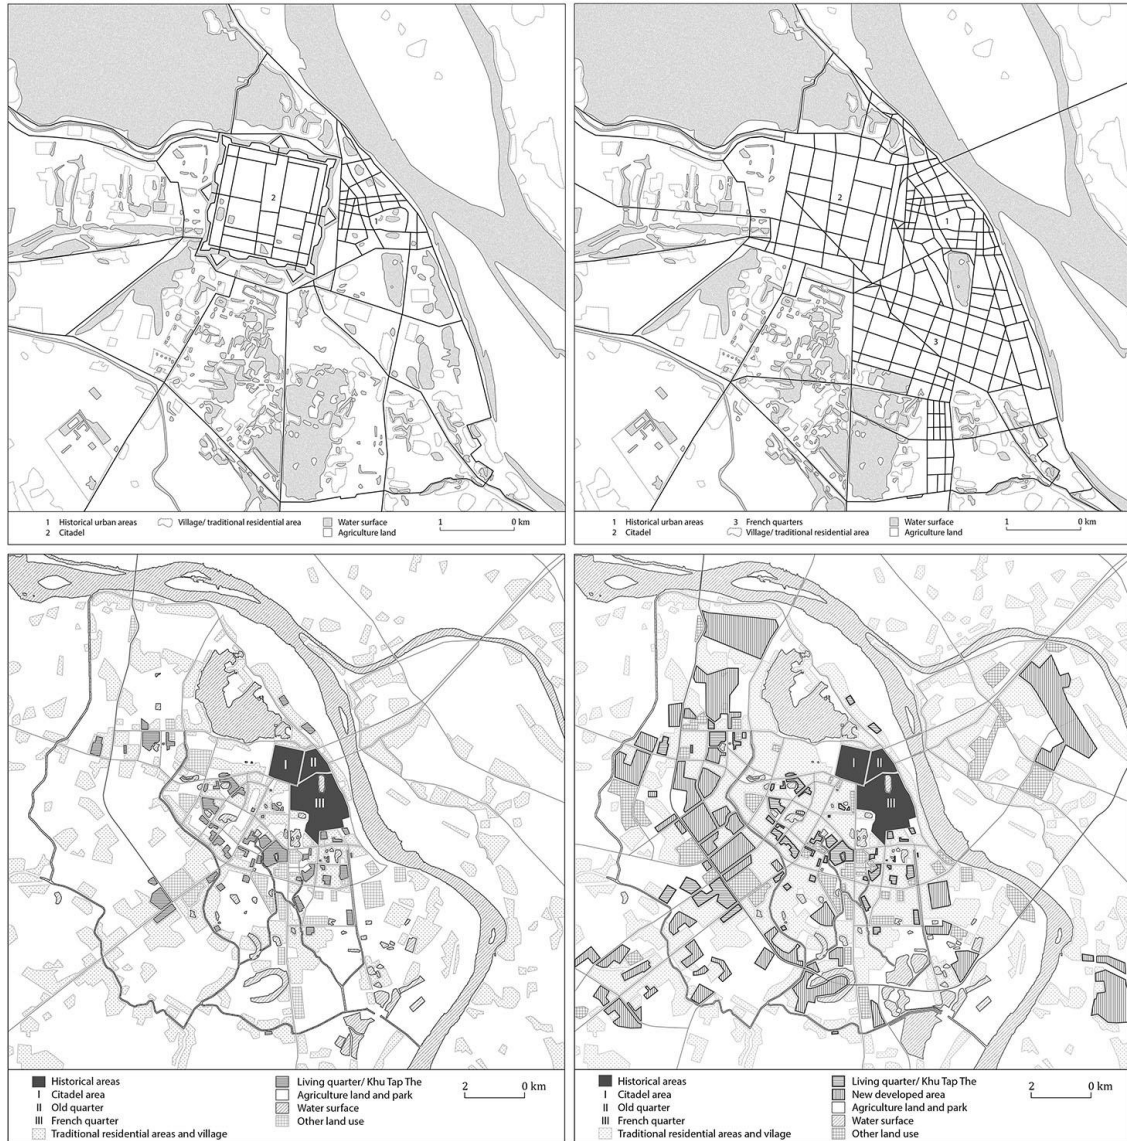 2
1
2
1
3
1 Historical urban areas Village/ traditional residential area Water surface
2 Citadel Agriculture land
1 0 km
1 Historical urban areas 3 French quarters Water surface
2 Citadel Village/ traditional residential area Agriculture land
1 0 km
I
II
III
I
II
III
Historical areas Living quarter/ Khu Tap The
I Citadel area Agriculture land and park
II Old quarter Water surface
III French quarter Other land use
Traditional residential areas and village
2 0 km
Historical areas Living quarter/ Khu Tap The
I Citadel area New developed area
II Old quarter Agriculture land and park
III French quarter Water surface
Traditional residential areas and village Other land use
2 0 km